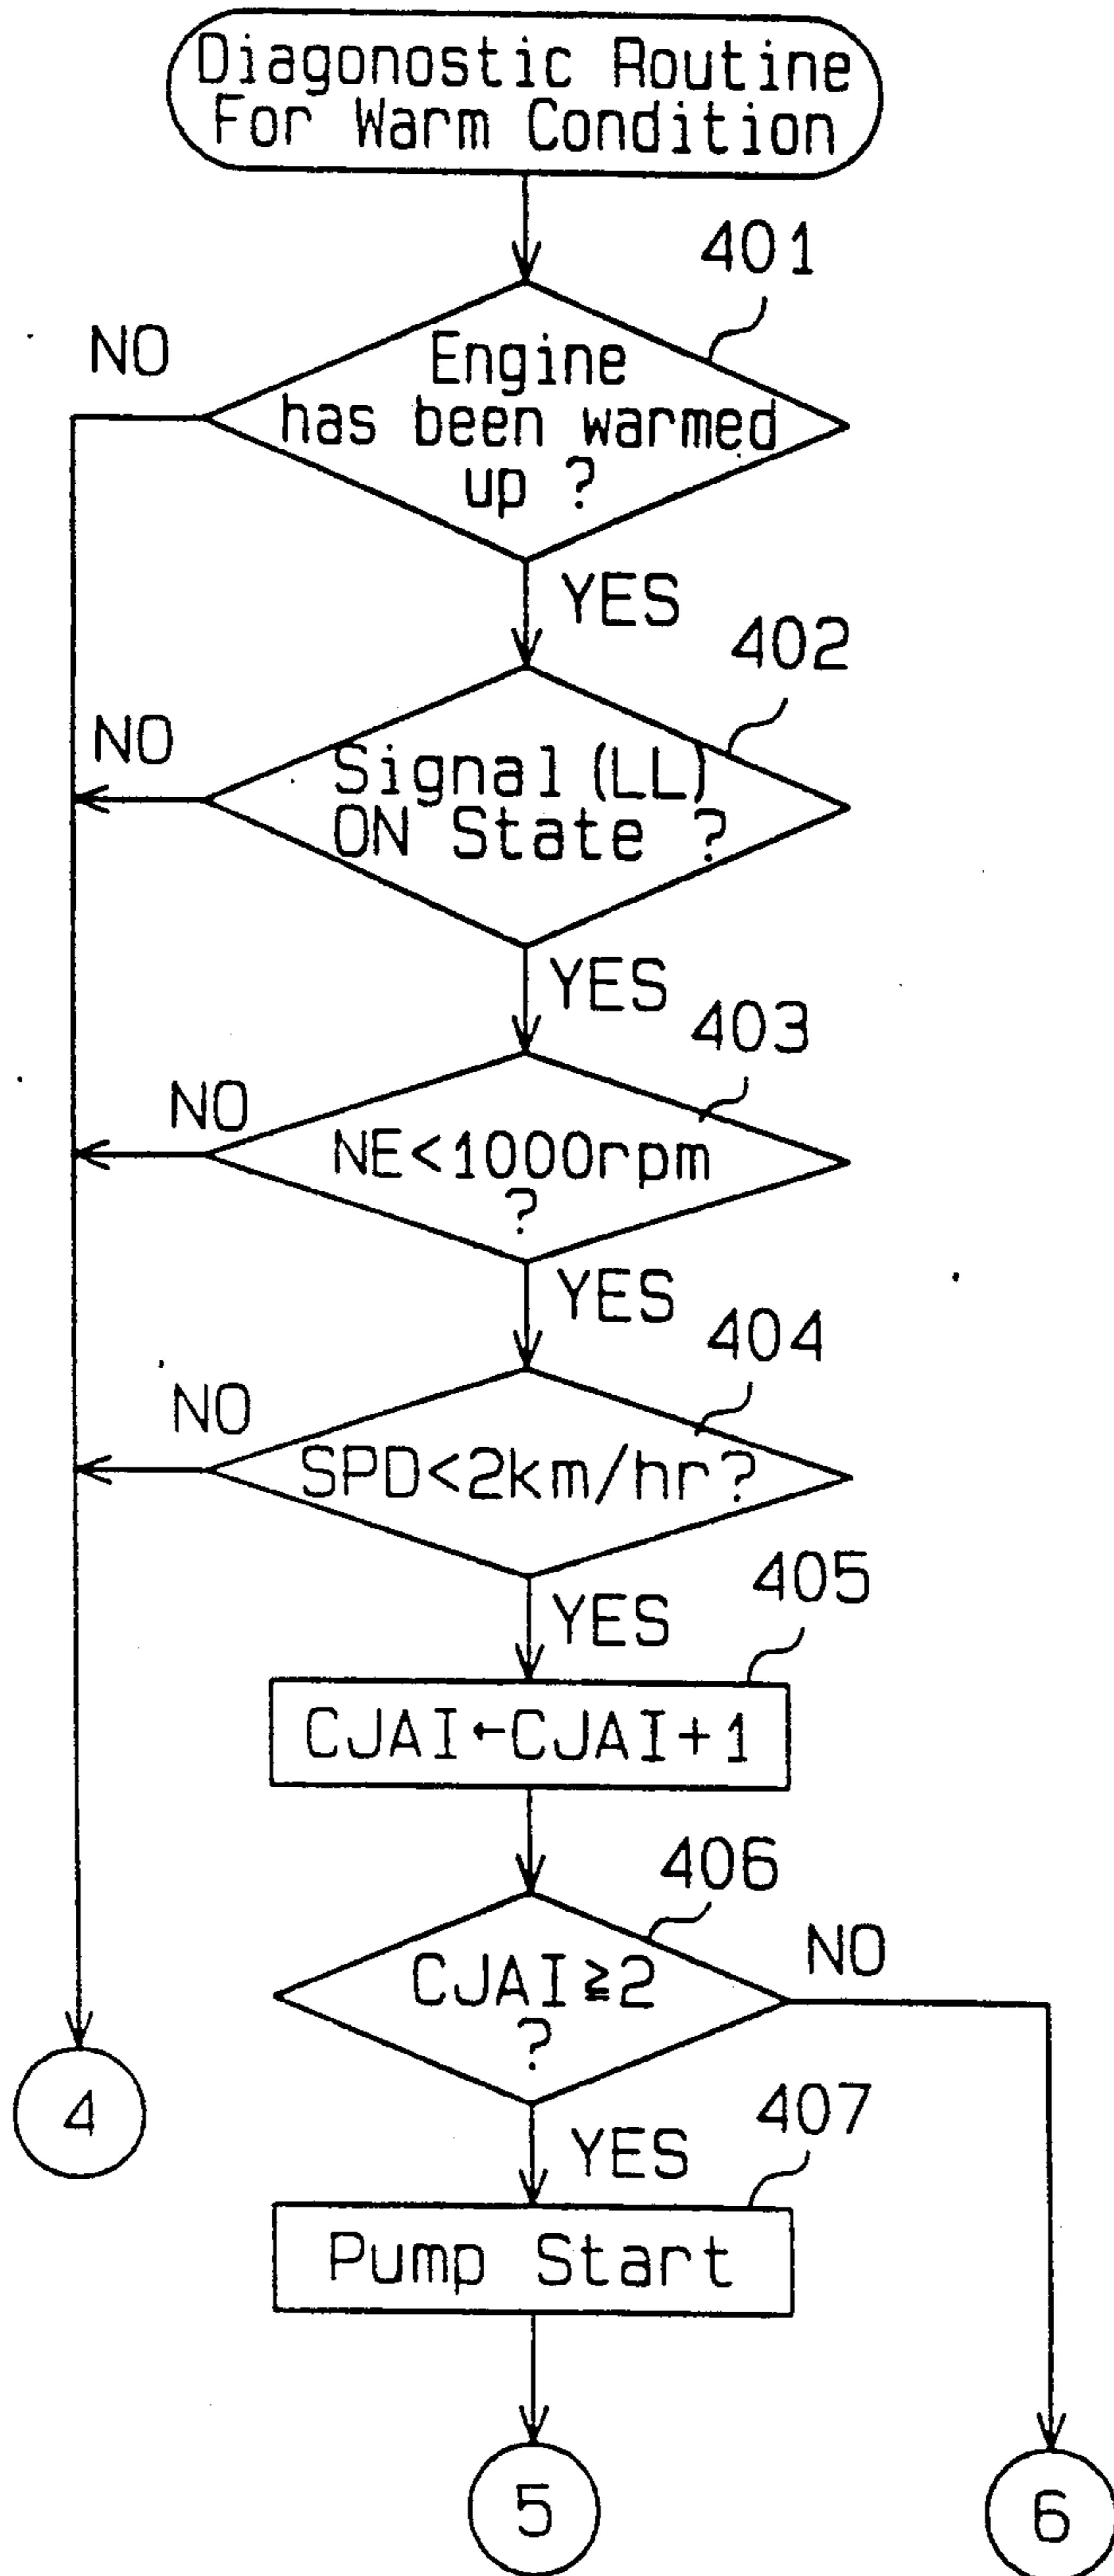 Diagonostic Routine
For Warm Condition
401
NO
Engine
has been warmed
up ?
YES
402
NO
Signal (LL)
ON State ?
YES
403
NO
NE<1000rpm
?
YES
404
NO
SPD<2km/hr?
YES
405
CJAI←CJAI+1
406
NO
CJAI≧2
?
4
YES
407
Pump Start
5
6